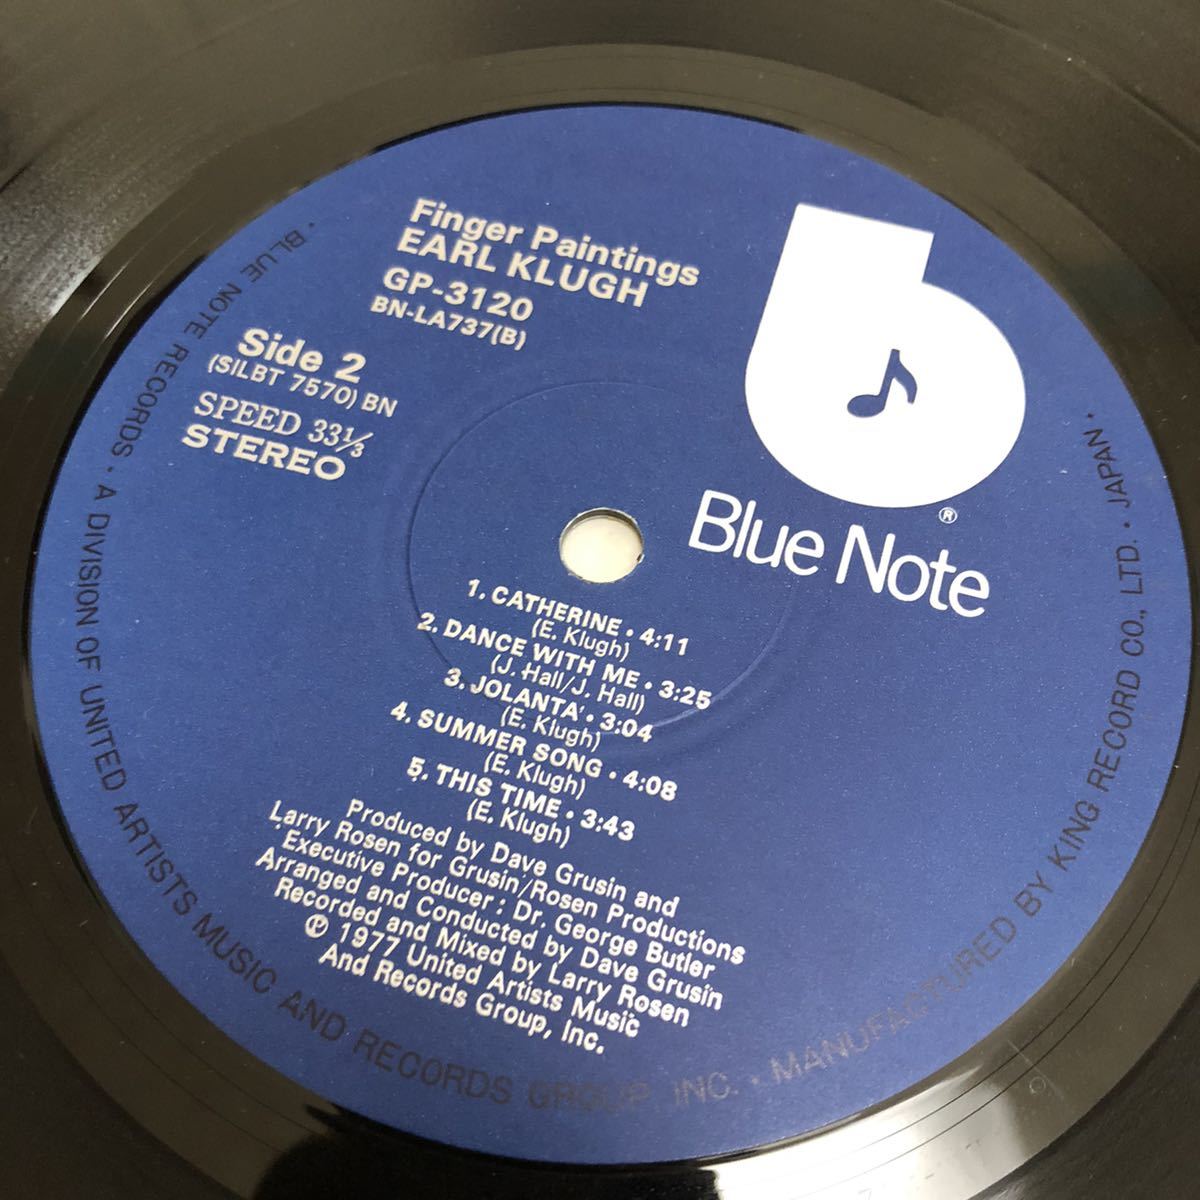 Finger Paintings
EARL KLUGH
GP-3120
BN-LA737(B)
Side 2
(SILBT 7570) BN
SPEED 33⅓
STEREO
®
Blue Note
1. CATHERINE • 4:11
(E. Klugh)
2. DANCE WITH ME • 3:25
(J. Hall/J. Hall)
3. JOLANTA' • 3:04
(E. Klugh)
4. SUMMER SONG • 4:08
(E. Klugh)
5. THIS TIME • 3:43
(E. Klugh)
Produced by Dave Grusin and
Larry Rosen for Grusin/Rosen Productions
Executive Producer: Dr. George Butler
Arranged and Conducted by Dave Grusin
Recorded and Mixed by Larry Rosen
℗ 1977 United Artists Music
And Records Group, Inc.
• BLUE NOTE RECORDS • A DIVISION OF UNITED ARTISTS MUSIC AND RECORDS GROUP, INC. • MANUFACTURED BY KING RECORD CO., LTD. • JAPAN •